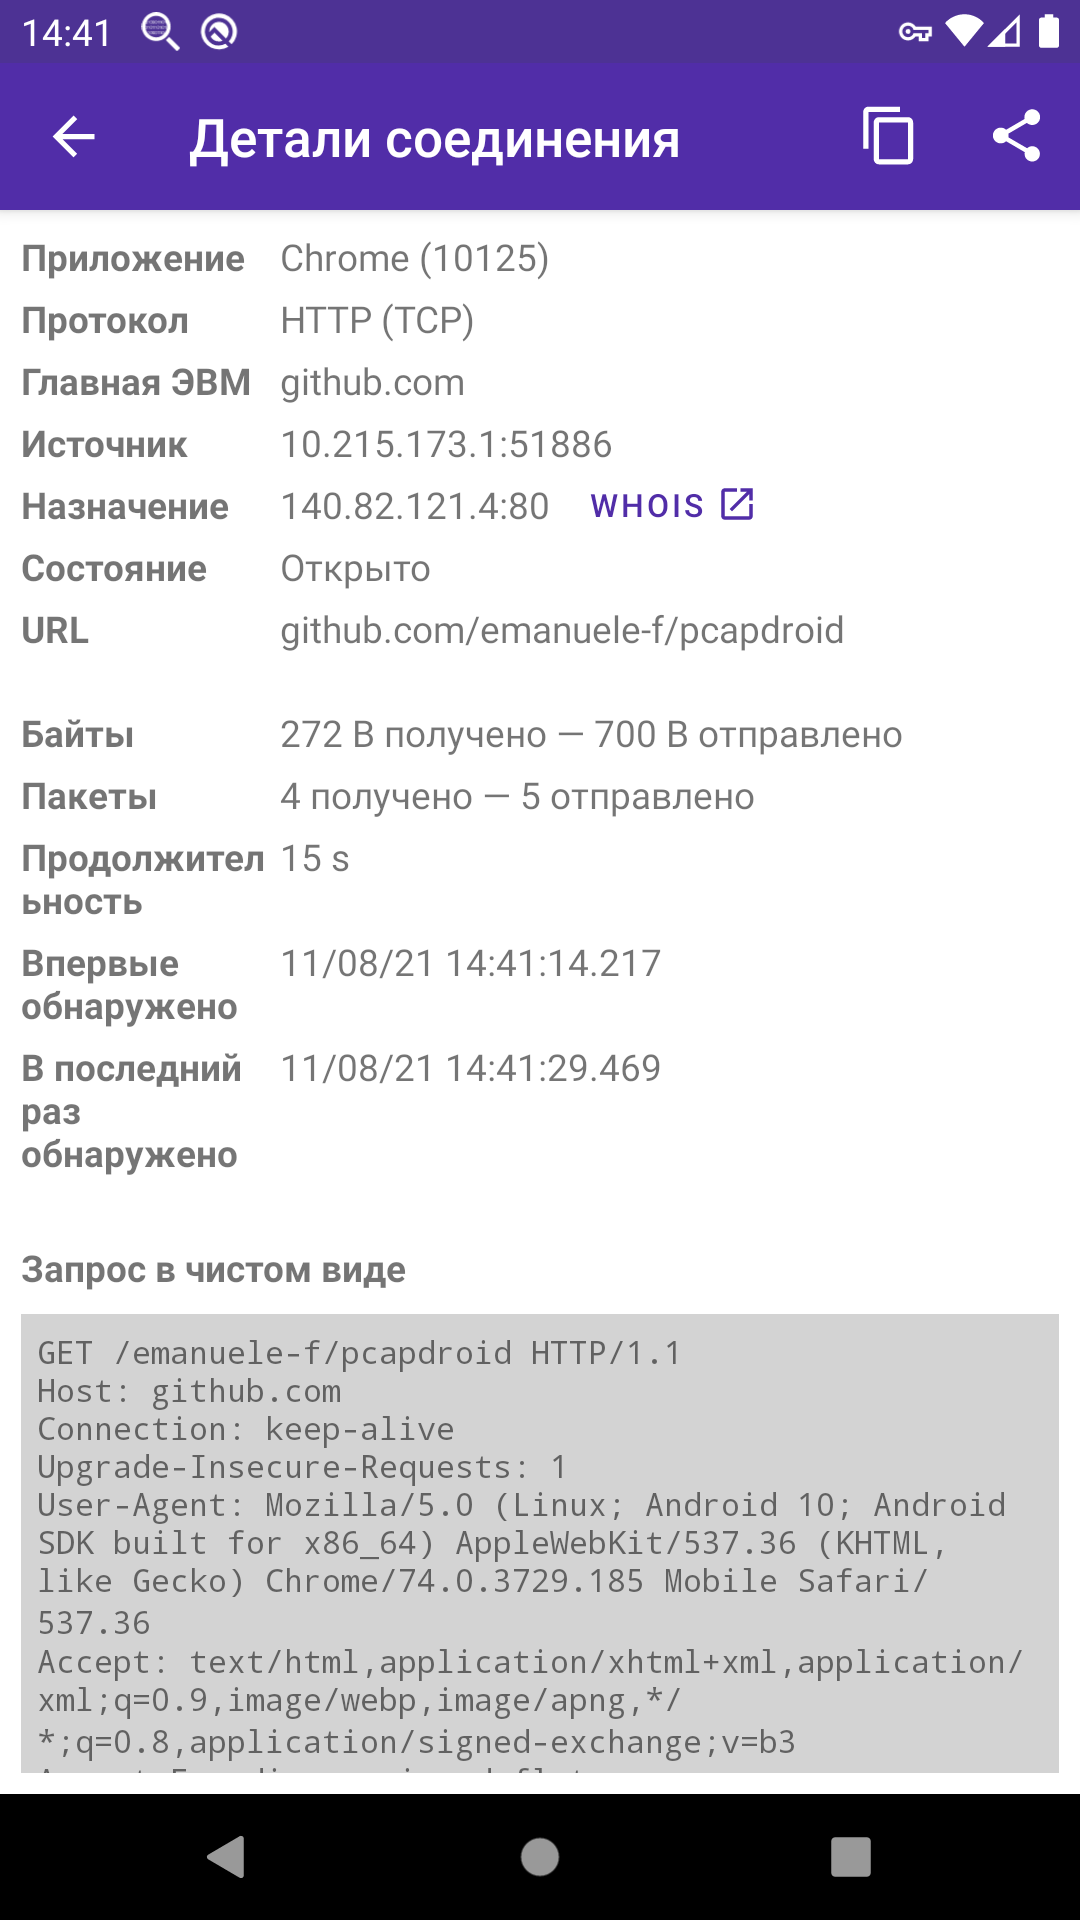 14:41
Детали соединения
Приложение Chrome (10125)
Протокол HTTP (TCP)
Главная ЭВМ github.com
Источник 10.215.173.1:51886
Назначение 140.82.121.4:80 WHOIS
Состояние Открыто
URL github.com/emanuele-f/pcapdroid
Байты 272 B получено — 700 B отправлено
Пакеты 4 получено — 5 отправлено
Продолжител 15 s
ьность
Впервые 11/08/21 14:41:14.217
обнаружено
В последний 11/08/21 14:41:29.469
раз
обнаружено
Запрос в чистом виде
GET /emanuele-f/pcapdroid HTTP/1.1
Host: github.com
Connection: keep-alive
Upgrade-Insecure-Requests: 1
User-Agent: Mozilla/5.0 (Linux; Android 10; Android
SDK built for x86_64) AppleWebKit/537.36 (KHTML,
like Gecko) Chrome/74.0.3729.185 Mobile Safari/
537.36
Accept: text/html,application/xhtml+xml,application/
xml;q=0.9,image/webp,image/apng,*/
*;q=0.8,application/signed-exchange;v=b3